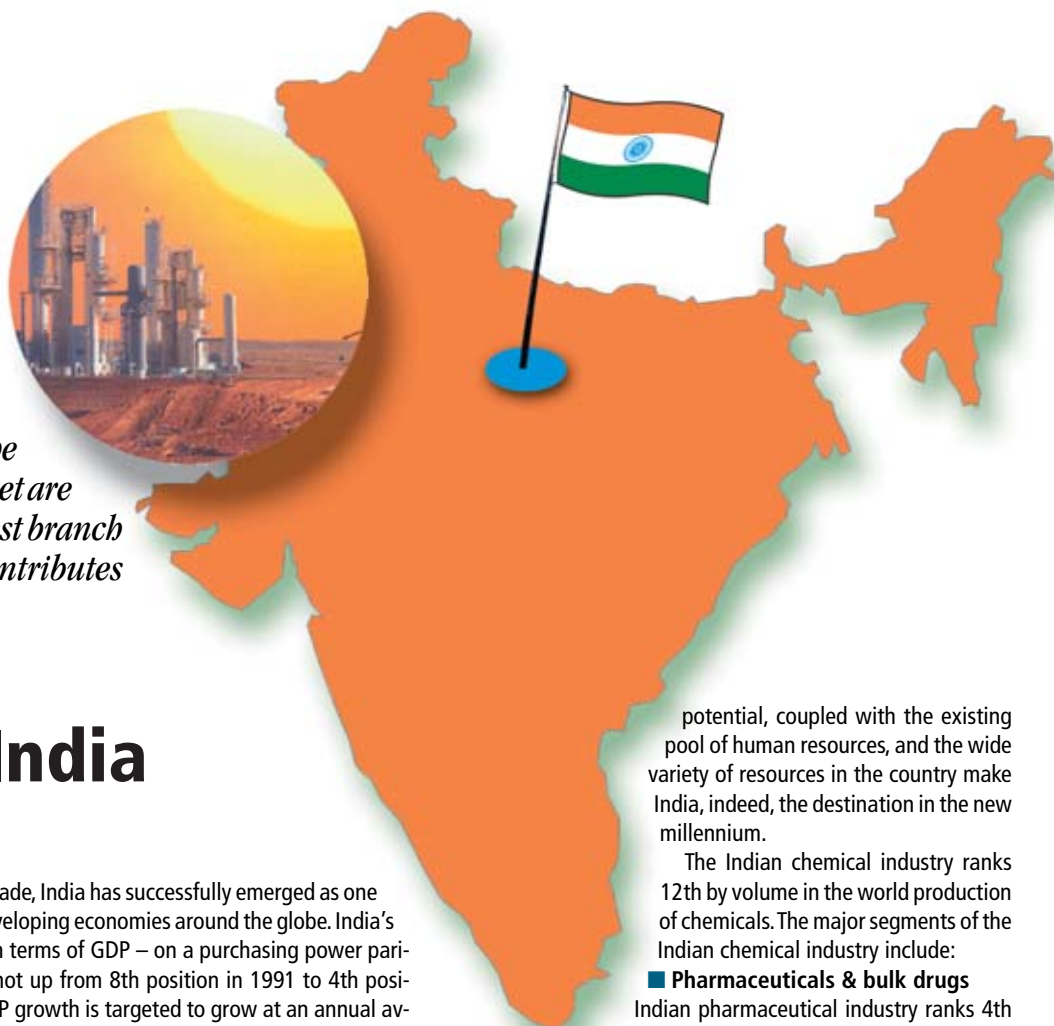 be
et are
st branch
ntributes
India
ade, India has successfully emerged as one
veloping economies around the globe. India's
n terms of GDP – on a purchasing power pari-
hot up from 8th position in 1991 to 4th posi-
P growth is targeted to grow at an annual av-
potential, coupled with the existing
pool of human resources, and the wide
variety of resources in the country make
India, indeed, the destination in the new
millennium.
The Indian chemical industry ranks
12th by volume in the world production
of chemicals. The major segments of the
Indian chemical industry include:
■ Pharmaceuticals & bulk drugs
Indian pharmaceutical industry ranks 4th